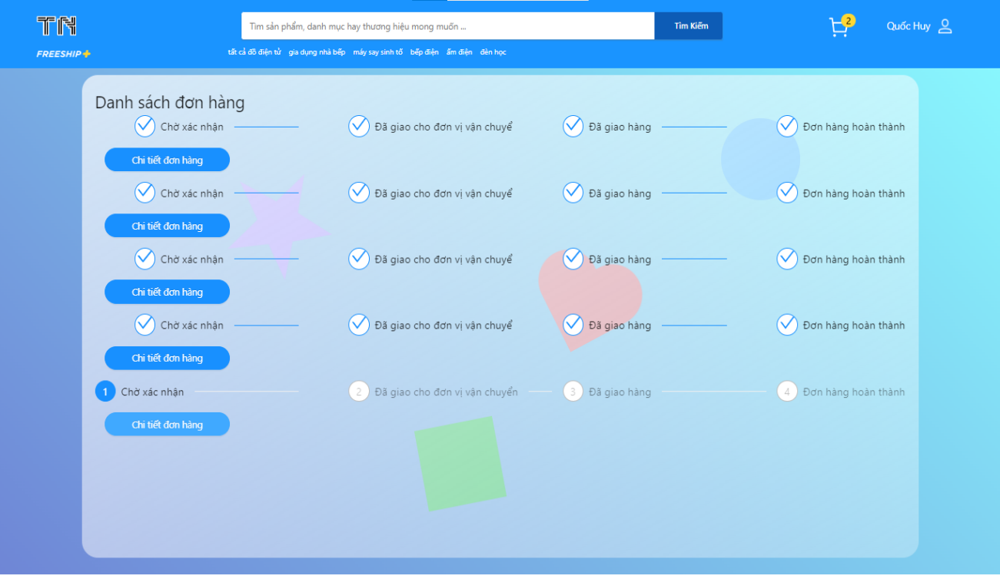 TN
Tìm sản phẩm, danh mục hay thương hiệu mong muốn ...
Tìm Kiếm
2
Quốc Huy
FREESHIP+
tất cả đồ điện tử gia dụng nhà bếp máy say sinh tố bếp điện ấm điện đèn học
Danh sách đơn hàng
Chờ xác nhận Đã giao cho đơn vị vận chuyể Đã giao hàng Đơn hàng hoàn thành
Chi tiết đơn hàng
Chờ xác nhận Đã giao cho đơn vị vận chuyể Đã giao hàng Đơn hàng hoàn thành
Chi tiết đơn hàng
Chờ xác nhận Đã giao cho đơn vị vận chuyể Đã giao hàng Đơn hàng hoàn thành
Chi tiết đơn hàng
Chờ xác nhận Đã giao cho đơn vị vận chuyể Đã giao hàng Đơn hàng hoàn thành
Chi tiết đơn hàng
1 Chờ xác nhận 2 Đã giao cho đơn vị vận chuyển 3 Đã giao hàng 4 Đơn hàng hoàn thành
Chi tiết đơn hàng